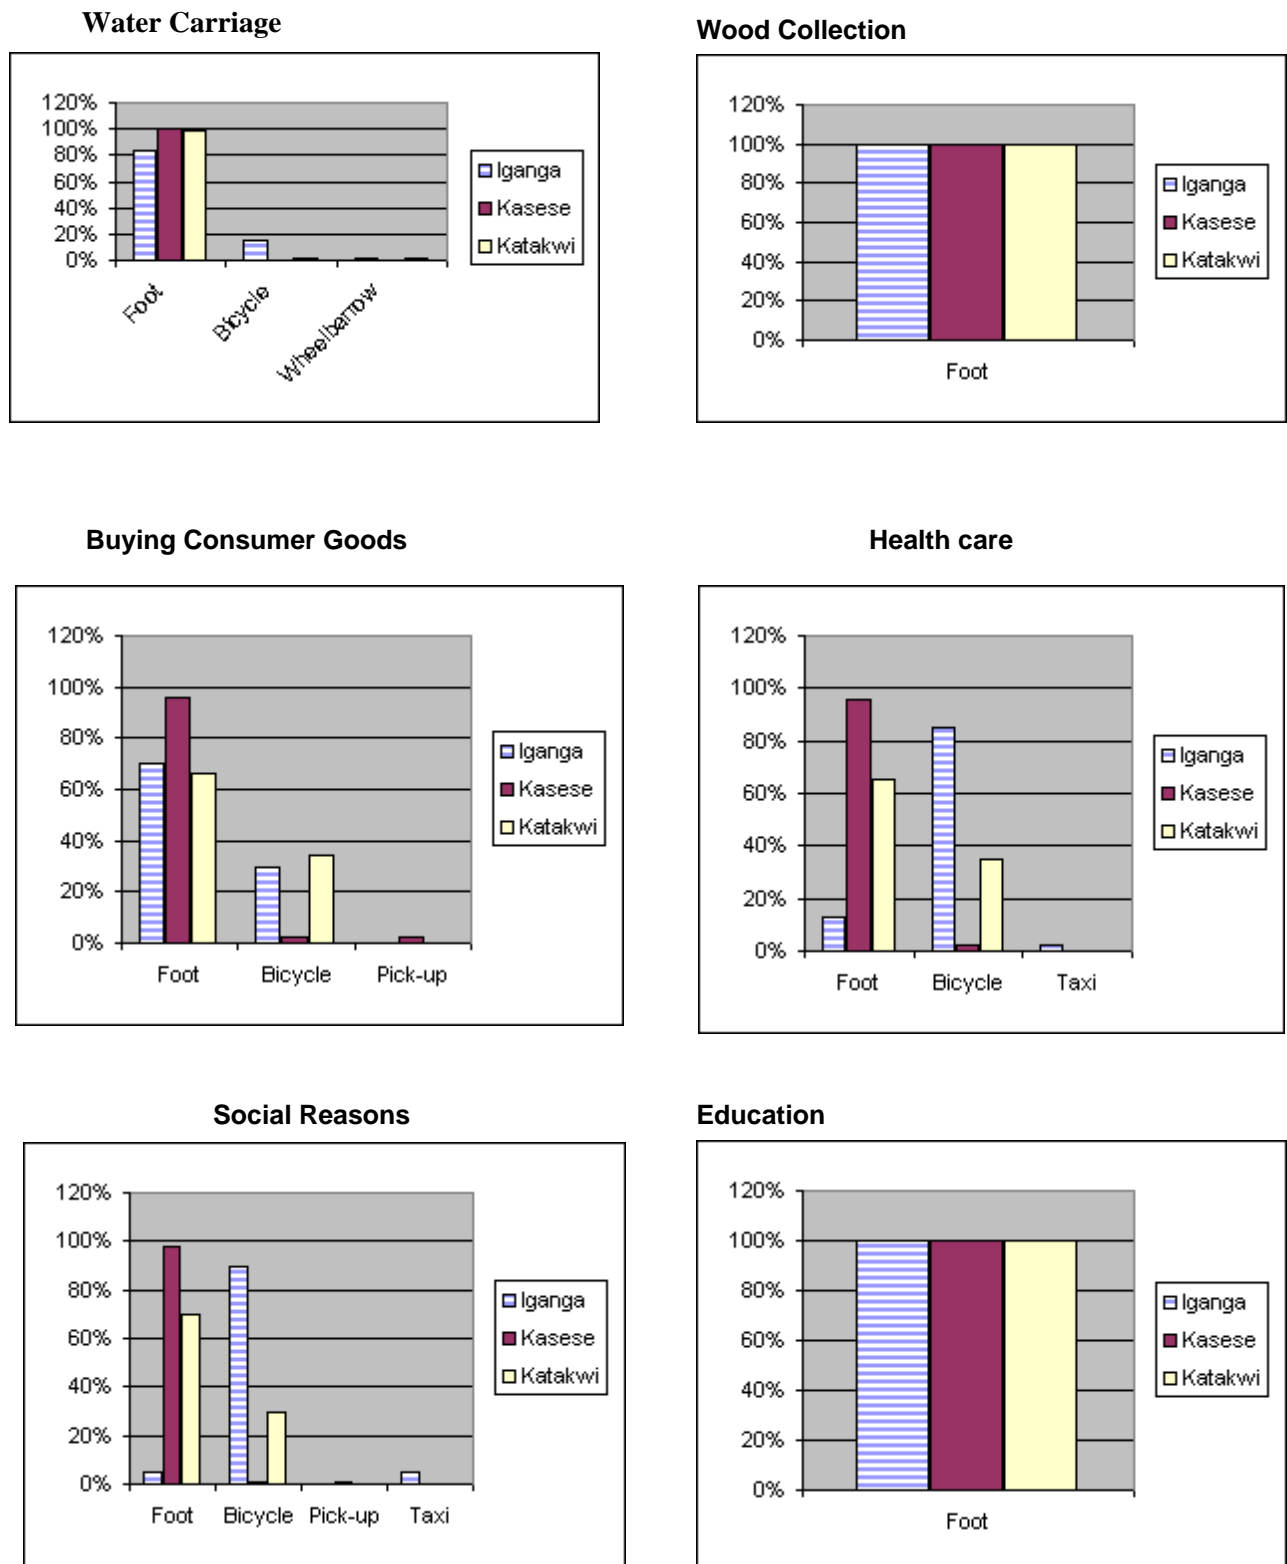 Water Carriage
120%
100%
80%
60%
40%
20%
0%
Foot
Bicycle
Wheelbarrow
Iganga
Kasese
Katakwi
Wood Collection
120%
100%
80%
60%
40%
20%
0%
Foot
Iganga
Kasese
Katakwi
Buying Consumer Goods
120%
100%
80%
60%
40%
20%
0%
Foot Bicycle Pick-up
Iganga
Kasese
Katakwi
Health care
120%
100%
80%
60%
40%
20%
0%
Foot Bicycle Taxi
Iganga
Kasese
Katakwi
Social Reasons
120%
100%
80%
60%
40%
20%
0%
Foot Bicycle Pick-up Taxi
Iganga
Kasese
Katakwi
Education
120%
100%
80%
60%
40%
20%
0%
Foot
Iganga
Kasese
Katakwi